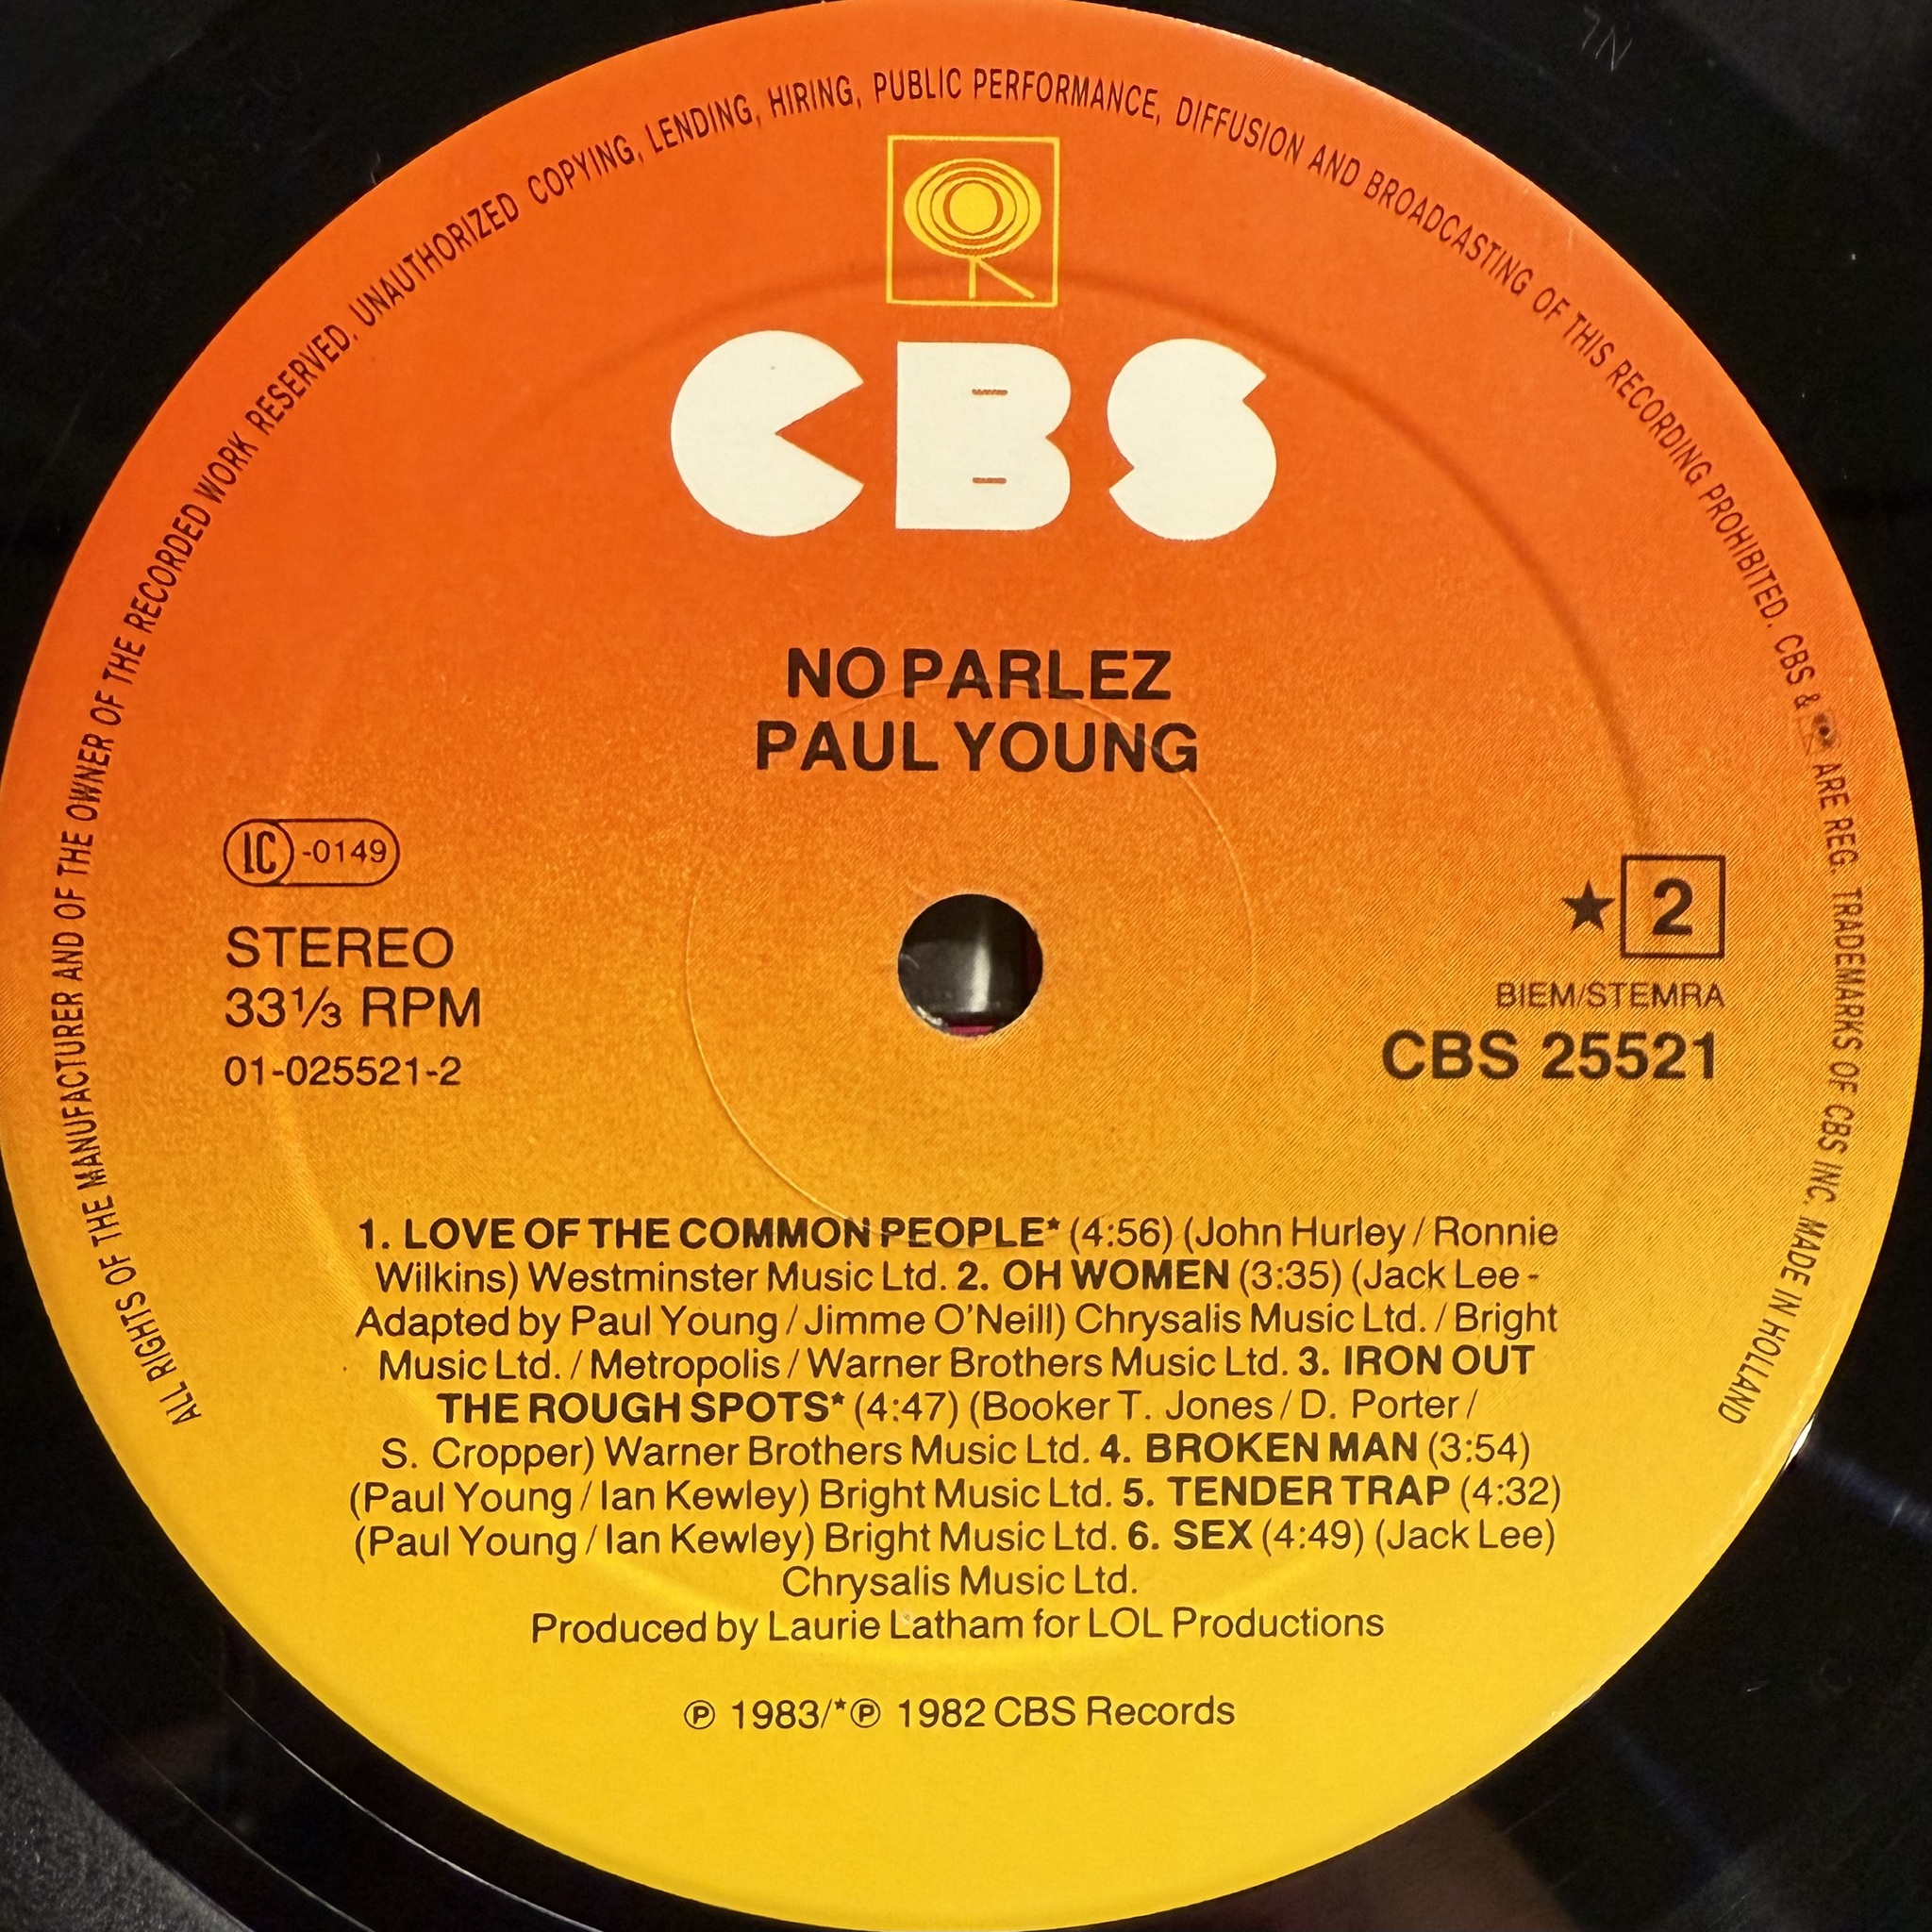 ALL RIGHTS OF THE MANUFACTURER AND OF THE OWNER OF THE RECORDED WORK RESERVED. UNAUTHORIZED COPYING, LENDING, HIRING, PUBLIC PERFORMANCE, DIFFUSION AND BROADCASTING OF THIS RECORDING PROHIBITED. CBS & ARE REG. TRADEMARKS OF CBS INC. MADE IN HOLLAND
CBS
NO PARLEZ
PAUL YOUNG
LC -0149
STEREO
33⅓ RPM
01-025521-2
★ 2
BIEM/STEMRA
CBS 25521
1. LOVE OF THE COMMON PEOPLE* (4:56) (John Hurley / Ronnie
Wilkins) Westminster Music Ltd. 2. OH WOMEN (3:35) (Jack Lee -
Adapted by Paul Young / Jimme O'Neill) Chrysalis Music Ltd. / Bright
Music Ltd. / Metropolis / Warner Brothers Music Ltd. 3. IRON OUT
THE ROUGH SPOTS* (4:47) (Booker T. Jones / D. Porter /
S. Cropper) Warner Brothers Music Ltd. 4. BROKEN MAN (3:54)
(Paul Young / Ian Kewley) Bright Music Ltd. 5. TENDER TRAP (4:32)
(Paul Young / Ian Kewley) Bright Music Ltd. 6. SEX (4:49) (Jack Lee)
Chrysalis Music Ltd.
Produced by Laurie Latham for LOL Productions
℗ 1983/*℗ 1982 CBS Records